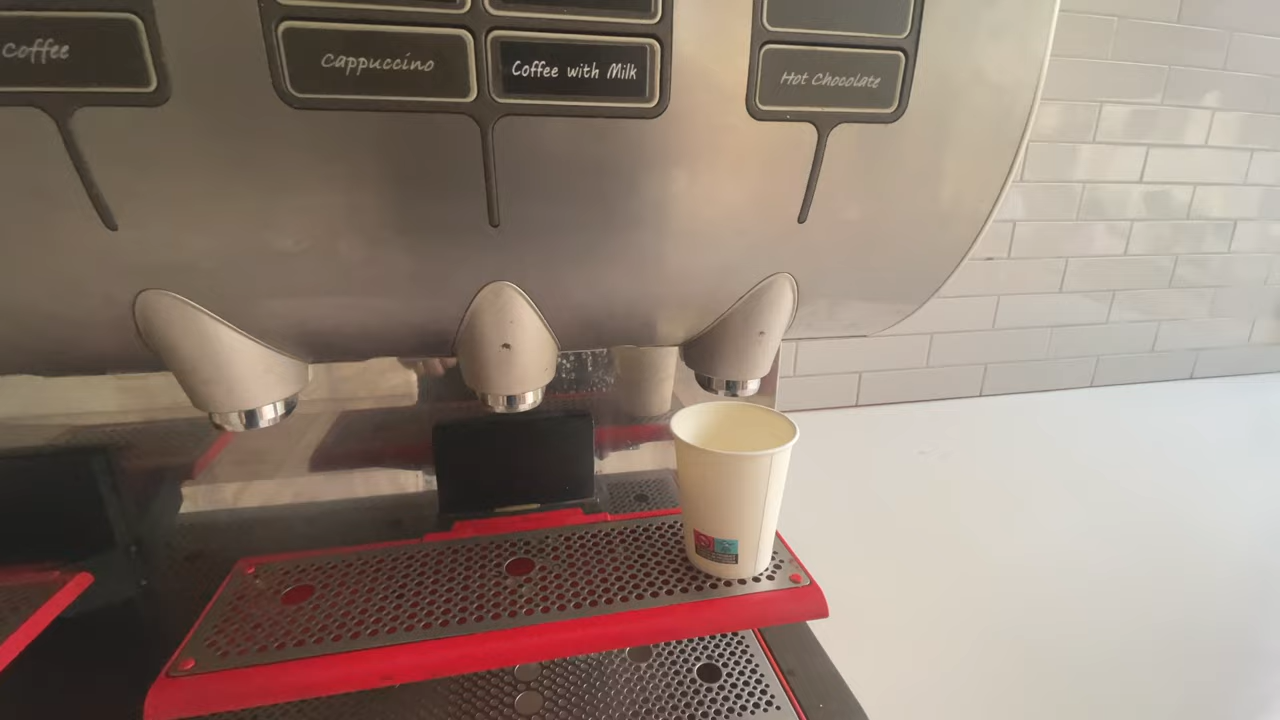 Coffee
Cappuccino
Coffee with Milk
Hot Chocolate